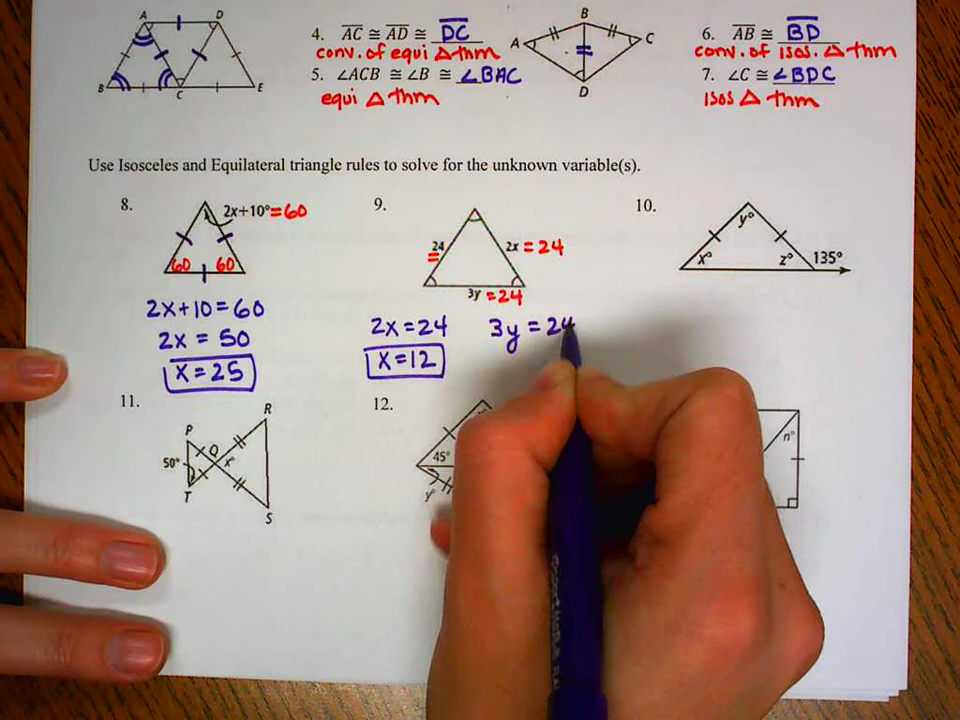 A D
B C E
4. AC ≅ AD ≅ DC
conv. of equi Δ thm
5. ∠ACB ≅ ∠B ≅ ∠BAC
equi Δ thm
B
A C
D
6. AB ≅ BD
conv. of isos. Δ thm
7. ∠C ≅ ∠BDC
Isos Δ thm
Use Isosceles and Equilateral triangle rules to solve for the unknown variable(s).
8.
2x+10° = 60
60 60
2x+10 = 60
2x = 50
x = 25
9.
24 = 2x = 24
3y = 24
2x = 24 3y = 24
x = 12
10.
y°
x° z° 135°
11.
R
P
Q x°
50°
T
S
12.
45°
y°
n°